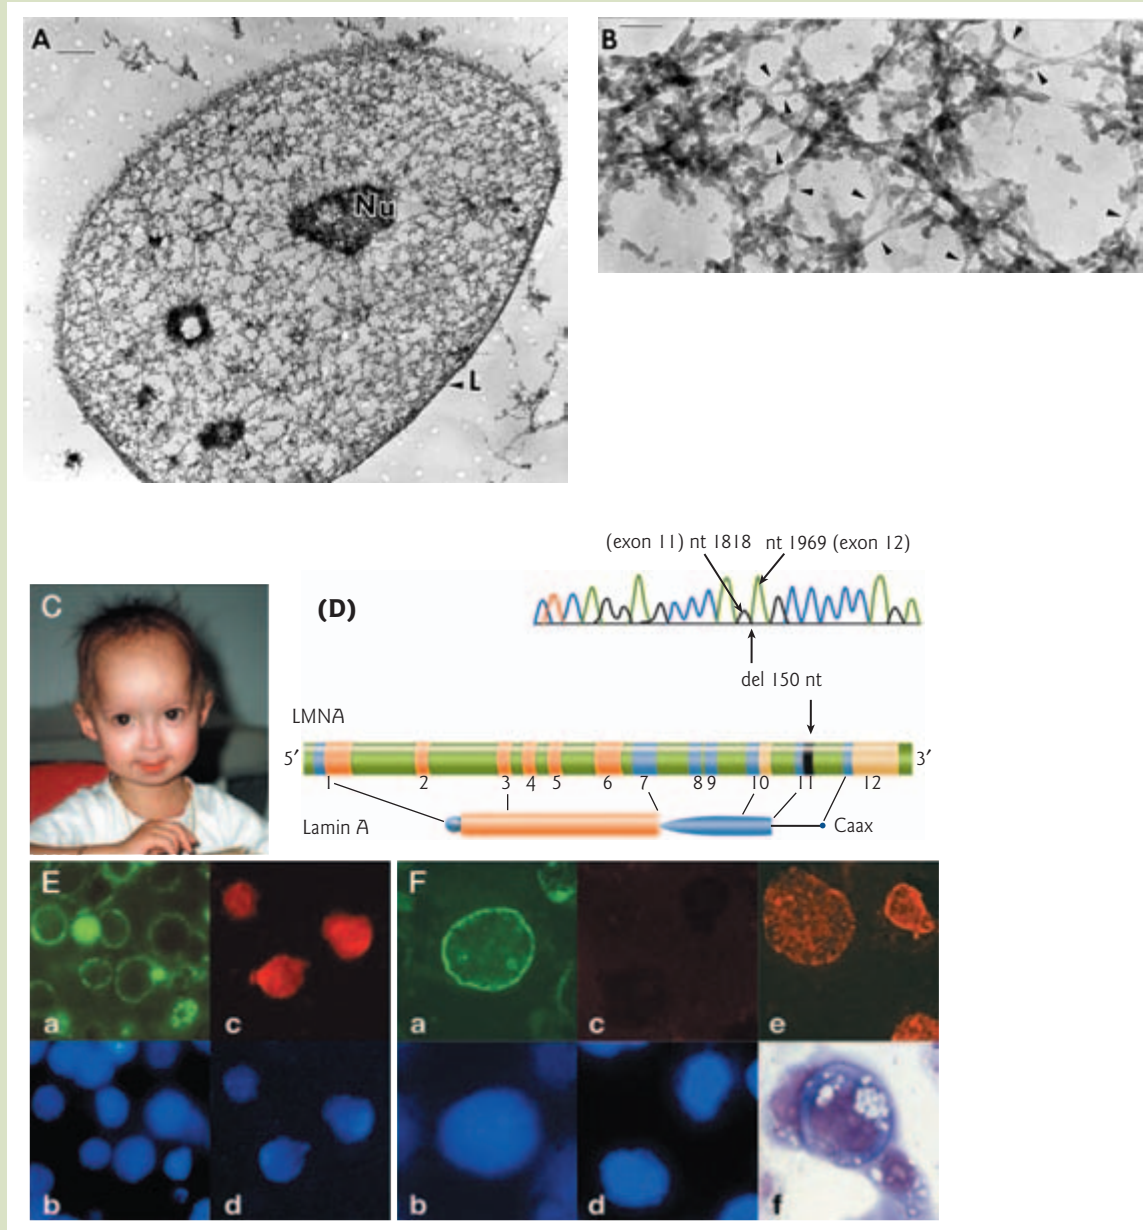 A
Nu
L
B
C
(D)
(exon 11) nt 1818 nt 1969 (exon 12)
del 150 nt
LMNA
5′ 3′
1 2 3 4 5 6 7 8 9 10 11 12
Lamin A Caax
E
a
c
b
d
F
a
c
e
b
d
f